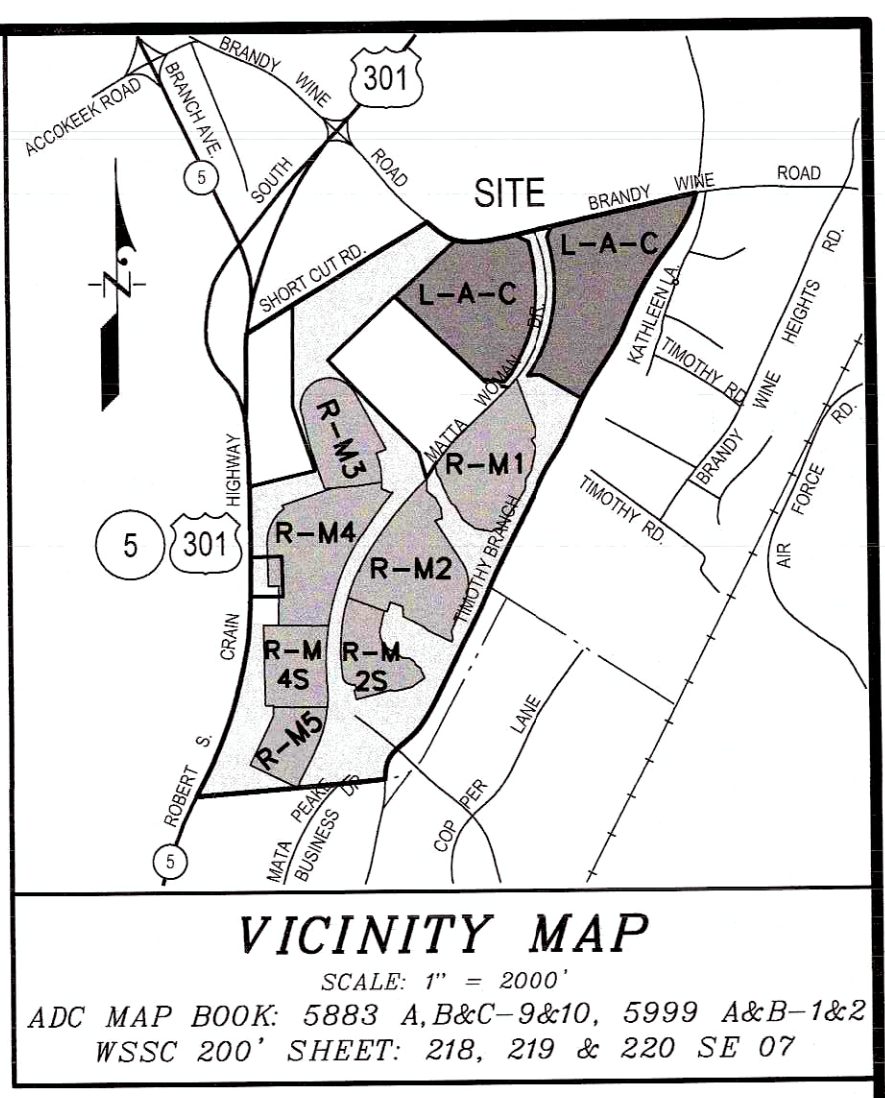 BRANDY WINE ROAD
301
ACCOKEEK ROAD
BRANCH AVE.
5
SOUTH
SITE
BRANDY WINE ROAD
SHORT CUT RD.
L-A-C
L-A-C
KATHLEEN LA.
HEIGHTS RD.
BRANDY WINE
TIMOTHY RD.
MATTA WOMAN DR.
R-M3
R-M1
HIGHWAY
TIMOTHY RD.
AIR FORCE RD.
5
301
R-M4
R-M2
TIMOTHY BRANCH
CRAIN
R-M
4S
R-M
2S
LANE
R-M5
ROBERT S.
MATA PEAKE
BUSINESS DR.
COP PER
5
N
VICINITY MAP
SCALE: 1" = 2000'
ADC MAP BOOK: 5883 A,B&C-9&10, 5999 A&B-1&2
WSSC 200' SHEET: 218, 219 & 220 SE 07